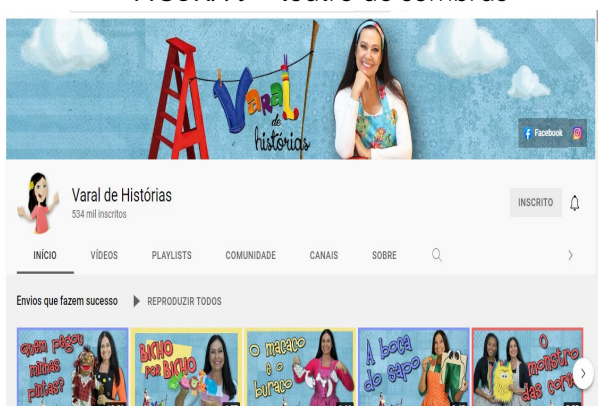 Varal
de
histórias
Facebook
Varal de Histórias
534 mil inscritos
INSCRITO
INÍCIO VÍDEOS PLAYLISTS COMUNIDADE CANAIS SOBRE
Envios que fazem sucesso REPRODUZIR TODOS
Quem pegou
minhas
pintas?
BICHO
POR BICHO
O macaco
e o
buraco
A boca
do sapo
O
monstro
das cores